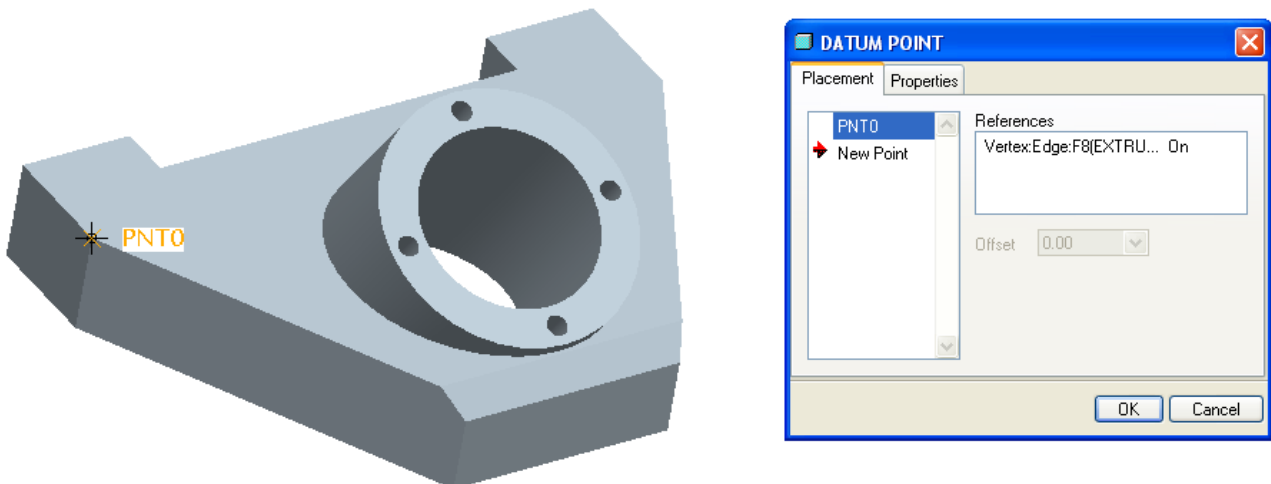 PNT0
DATUM POINT
Placement Properties
PNT0
New Point
References
Vertex:Edge:F8(EXTRU... On
Offset 0.00
OK Cancel